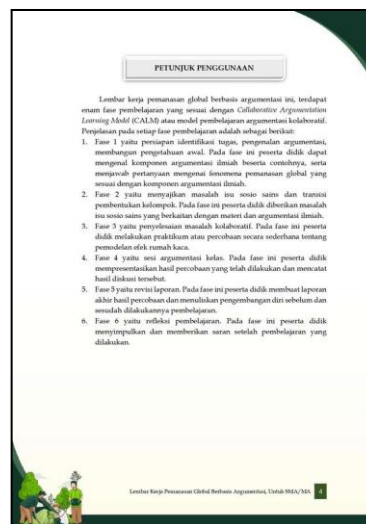 PETUNJUK PENGGUNAAN
Lembar kerja pemanasan global berbasis argumentasi ini, terdapat
enam fase pembelajaran yang sesuai dengan Collaborative Argumentation
Learning Model (CALM) atau model pembelajaran argumentasi kolaboratif.
Penjelasan pada setiap fase pembelajaran adalah sebagai berikut:
1. Fase 1 yaitu persiapan identifikasi tugas, pengenalan argumentasi,
membangun pengetahuan awal. Pada fase ini peserta didik dapat
mengenal komponen argumentasi ilmiah beserta contohnya, serta
menjawab pertanyaan mengenai fenomena pemanasan global yang
sesuai dengan komponen argumentasi ilmiah.
2. Fase 2 yaitu menyajikan masalah isu sosio sains dan transisi
pembentukan kelompok. Pada fase ini peserta didik diberikan masalah
isu sosio sains yang berkaitan dengan materi dan argumentasi ilmiah.
3. Fase 3 yaitu penyelesaian masalah kolaboratif. Pada fase ini peserta
didik melakukan praktikum atau percobaan secara sederhana tentang
pemodelan efek rumah kaca.
4. Fase 4 yaitu sesi argumentasi kelas. Pada fase ini peserta didik
mempresentasikan hasil percobaan yang telah dilakukan dan mencatat
hasil diskusi tersebut.
5. Fase 5 yaitu revisi laporan. Pada fase ini peserta didik membuat laporan
akhir hasil percobaan dan menuliskan pengembangan diri sebelum dan
sesudah dilakukannya pembelajaran.
6. Fase 6 yaitu refleksi pembelajaran. Pada fase ini peserta didik
menyimpulkan dan memberikan saran setelah pembelajaran yang
dilakukan.
Lembar Kerja Pemanasan Global Berbasis Argumentasi, Untuk SMA/MA 4